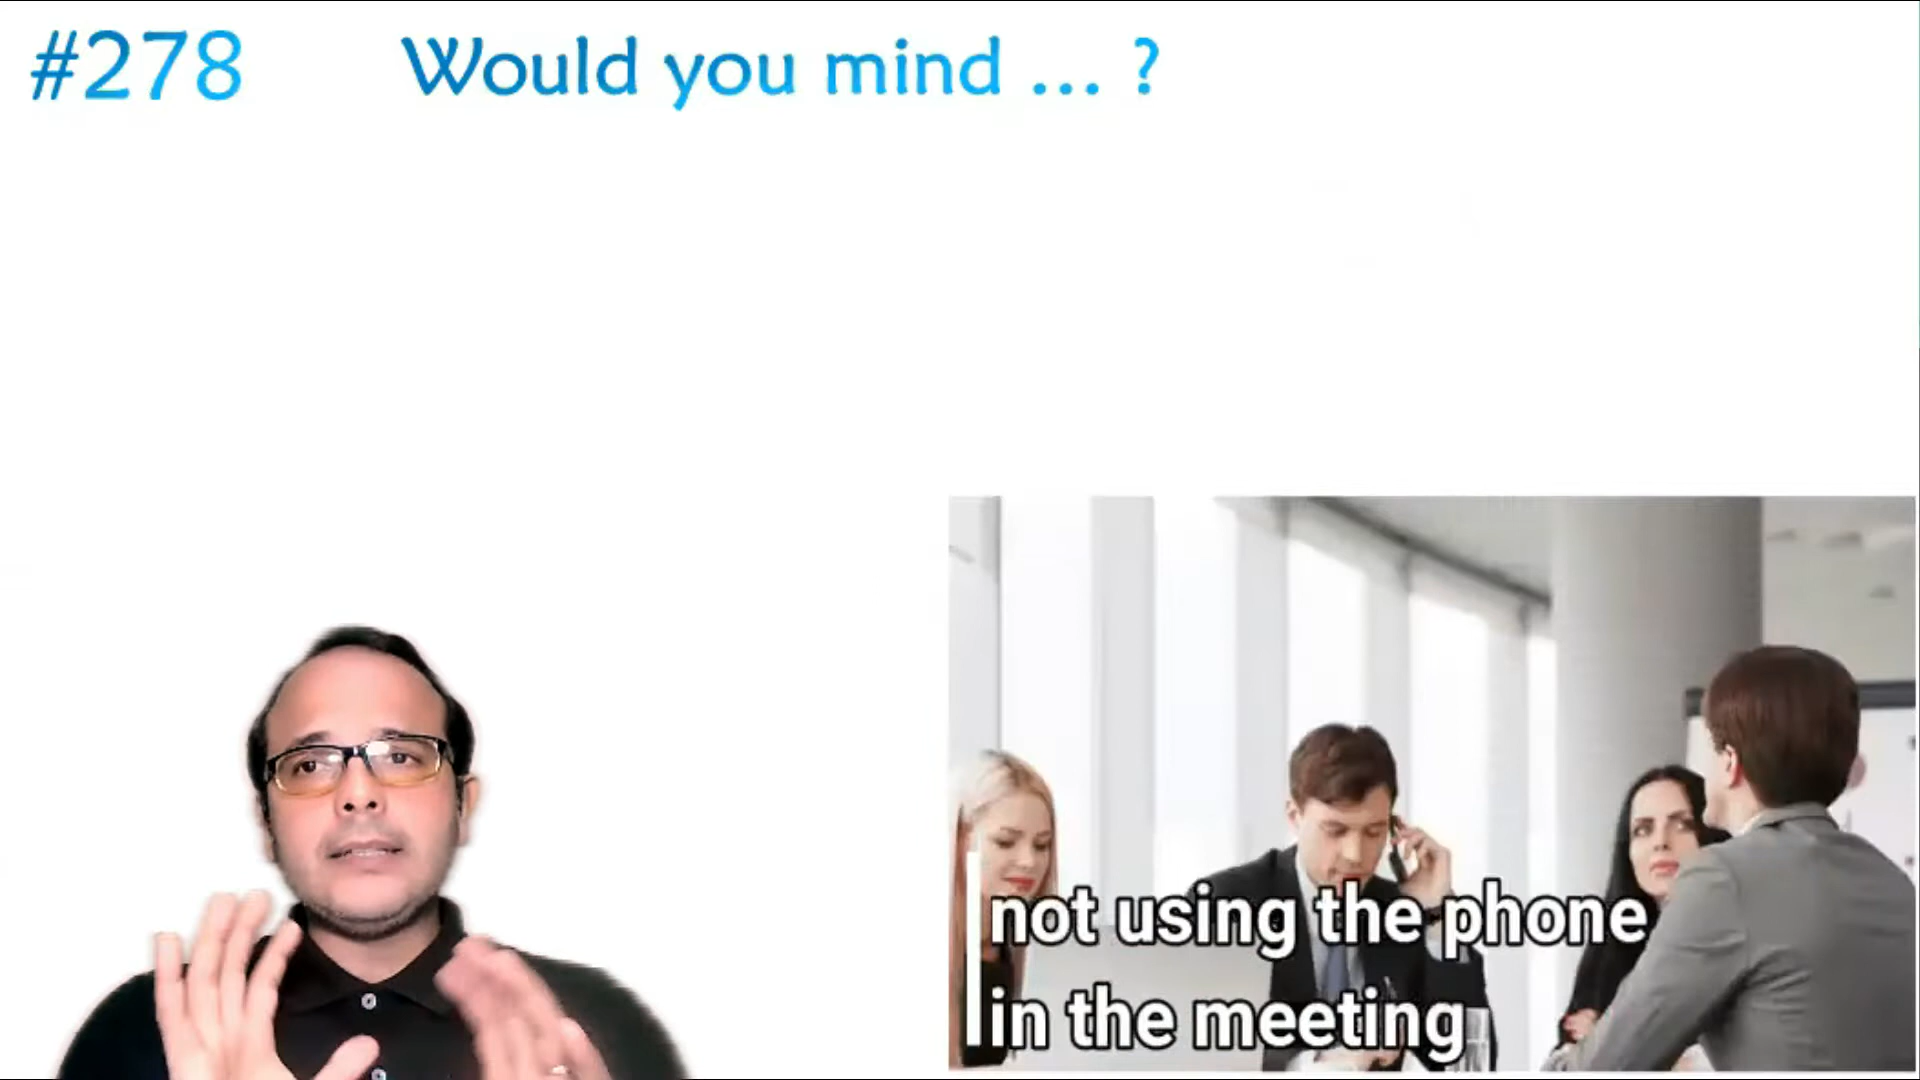 #278 Would you mind ... ?
not using the phone
in the meeting